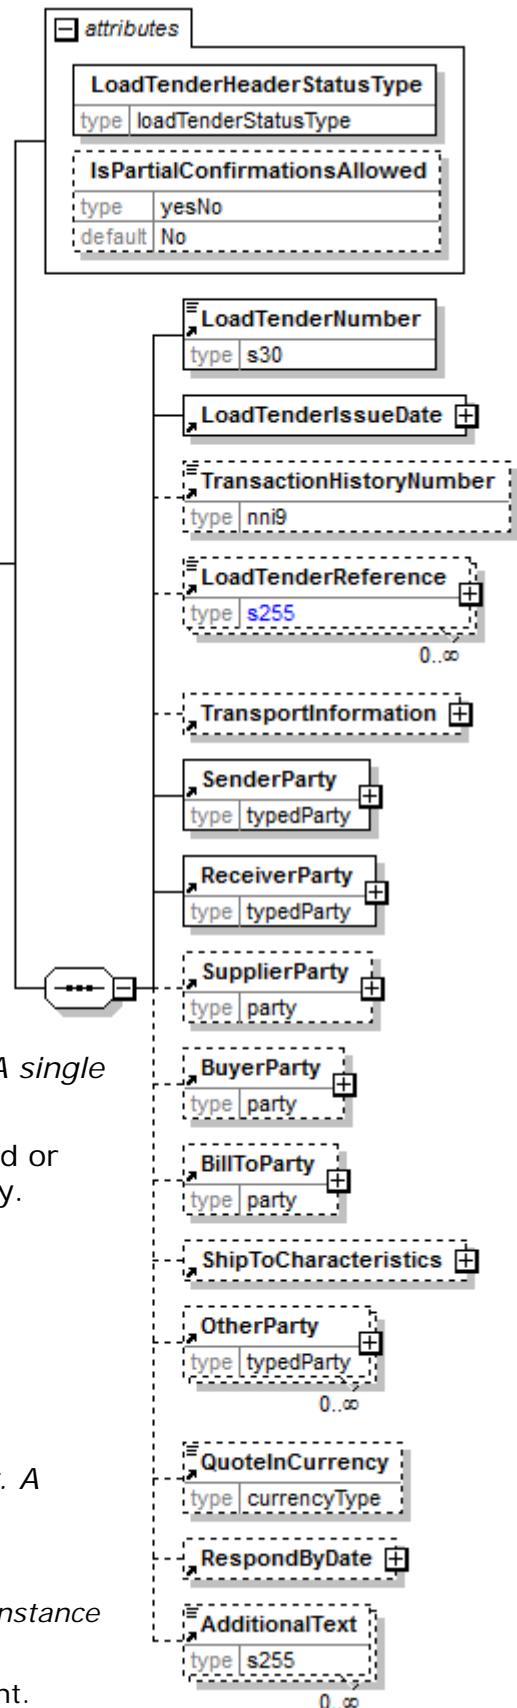 attributes
LoadTenderHeaderStatusType
type loadTenderStatusType
IsPartialConfirmationsAllowed
type yesNo
default No
LoadTenderNumber
type s30
LoadTenderIssueDate
TransactionHistoryNumber
type nni9
LoadTenderReference
type s255
0..∞
TransportInformation
SenderParty
type typedParty
ReceiverParty
type typedParty
SupplierParty
type party
A single
BuyerParty
type party
d or
BillToParty
type party
y.
ShipToCharacteristics
OtherParty
type typedParty
0..∞
QuoteInCurrency
. A
type currencyType
RespondByDate
nstance
AdditionalText
type s255
nt.
0..∞